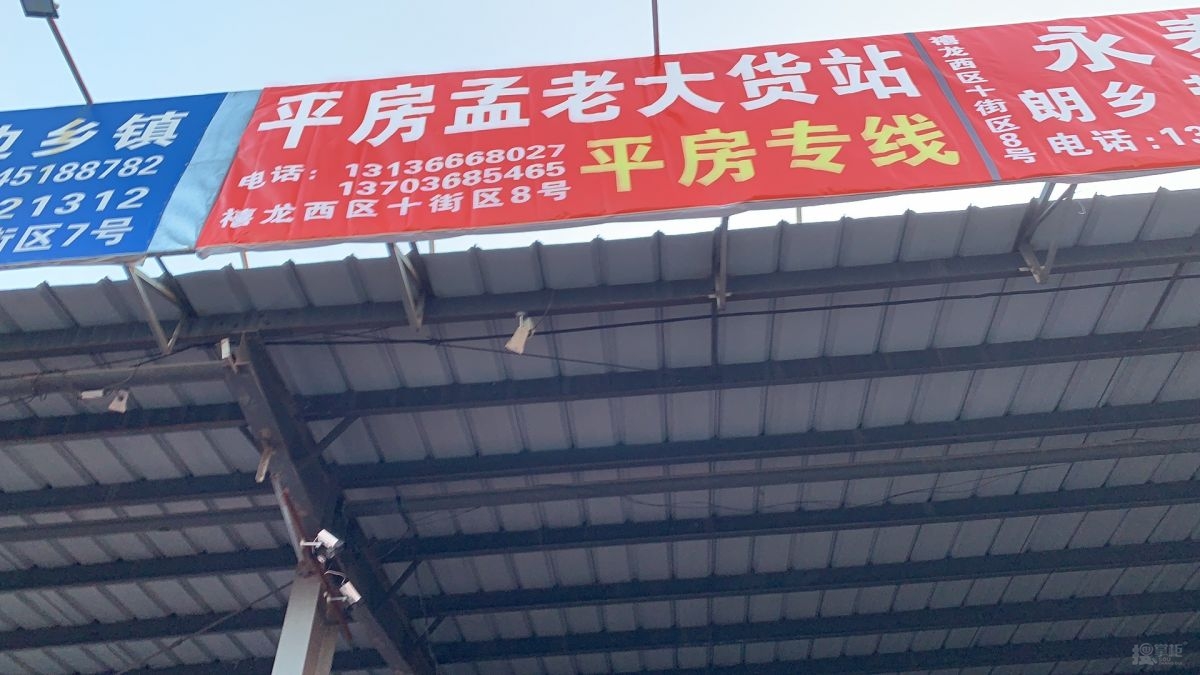 乡镇
45188782
21312
街区7号
平房孟老大货站
电话：13136668027
13703685465
平房专线
禧龙西区十街区8号
禧龙西区十街区8号
永
朗乡
电话:13